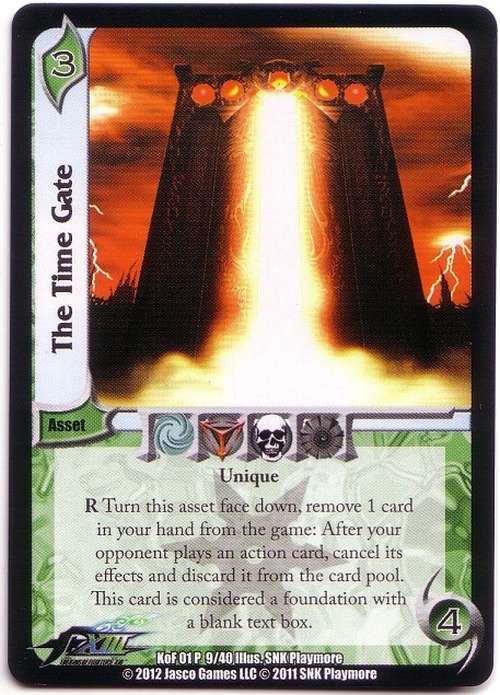 3
The Time Gate
Asset
Unique
R Turn this asset face down, remove 1 card
in your hand from the game: After your
opponent plays an action card, cancel its
effects and discard it from the card pool.
This card is considered a foundation with
a blank text box.
4
XIII
KoF 01 P 9/40 Illus. SNK Playmore
© 2012 Jasco Games LLC © 2011 SNK Playmore